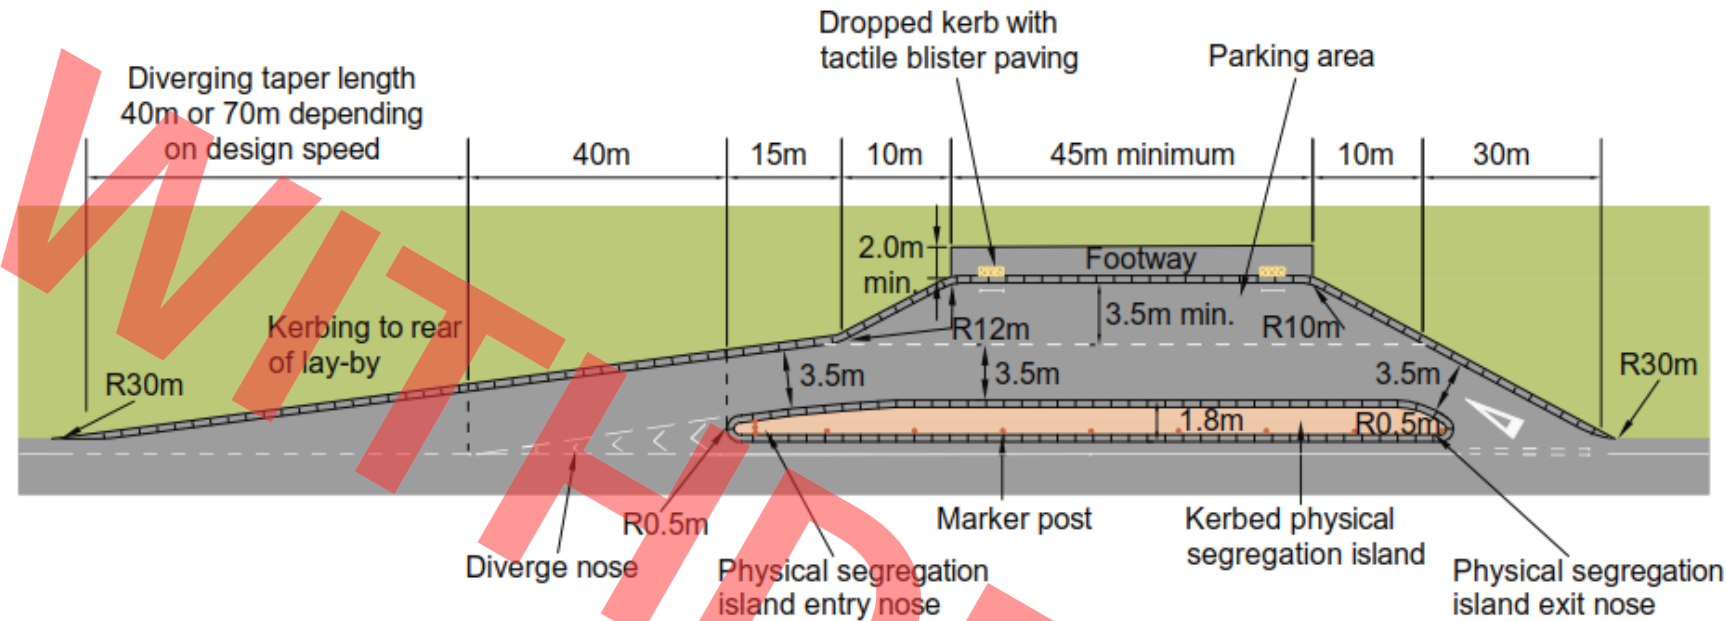 Dropped kerb with
tactile blister paving
Parking area
Diverging taper length
40m or 70m depending
on design speed
40m
15m
10m
45m minimum
10m
30m
2.0m
min.
Footway
Kerbing to rear
of lay-by
R30m
R12m
3.5m min.
R10m
3.5m
3.5m
3.5m
R30m
1.8m
R0.5m
R0.5m
Diverge nose
Physical segregation
island entry nose
Marker post
Kerbed physical
segregation island
Physical segregation
island exit nose
WITHD